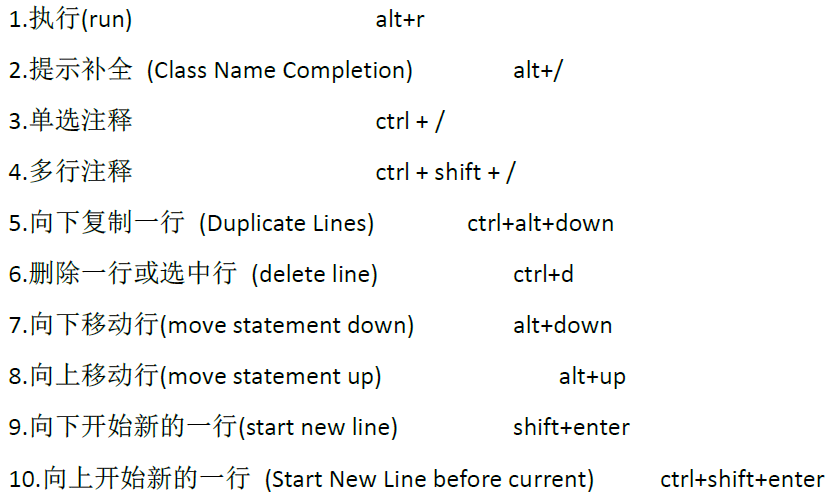 1.执行(run) alt+r
2.提示补全 (Class Name Completion) alt+/
3.单选注释 ctrl + /
4.多行注释 ctrl + shift + /
5.向下复制一行 (Duplicate Lines) ctrl+alt+down
6.删除一行或选中行 (delete line) ctrl+d
7.向下移动行(move statement down) alt+down
8.向上移动行(move statement up) alt+up
9.向下开始新的一行(start new line) shift+enter
10.向上开始新的一行 (Start New Line before current) ctrl+shift+enter